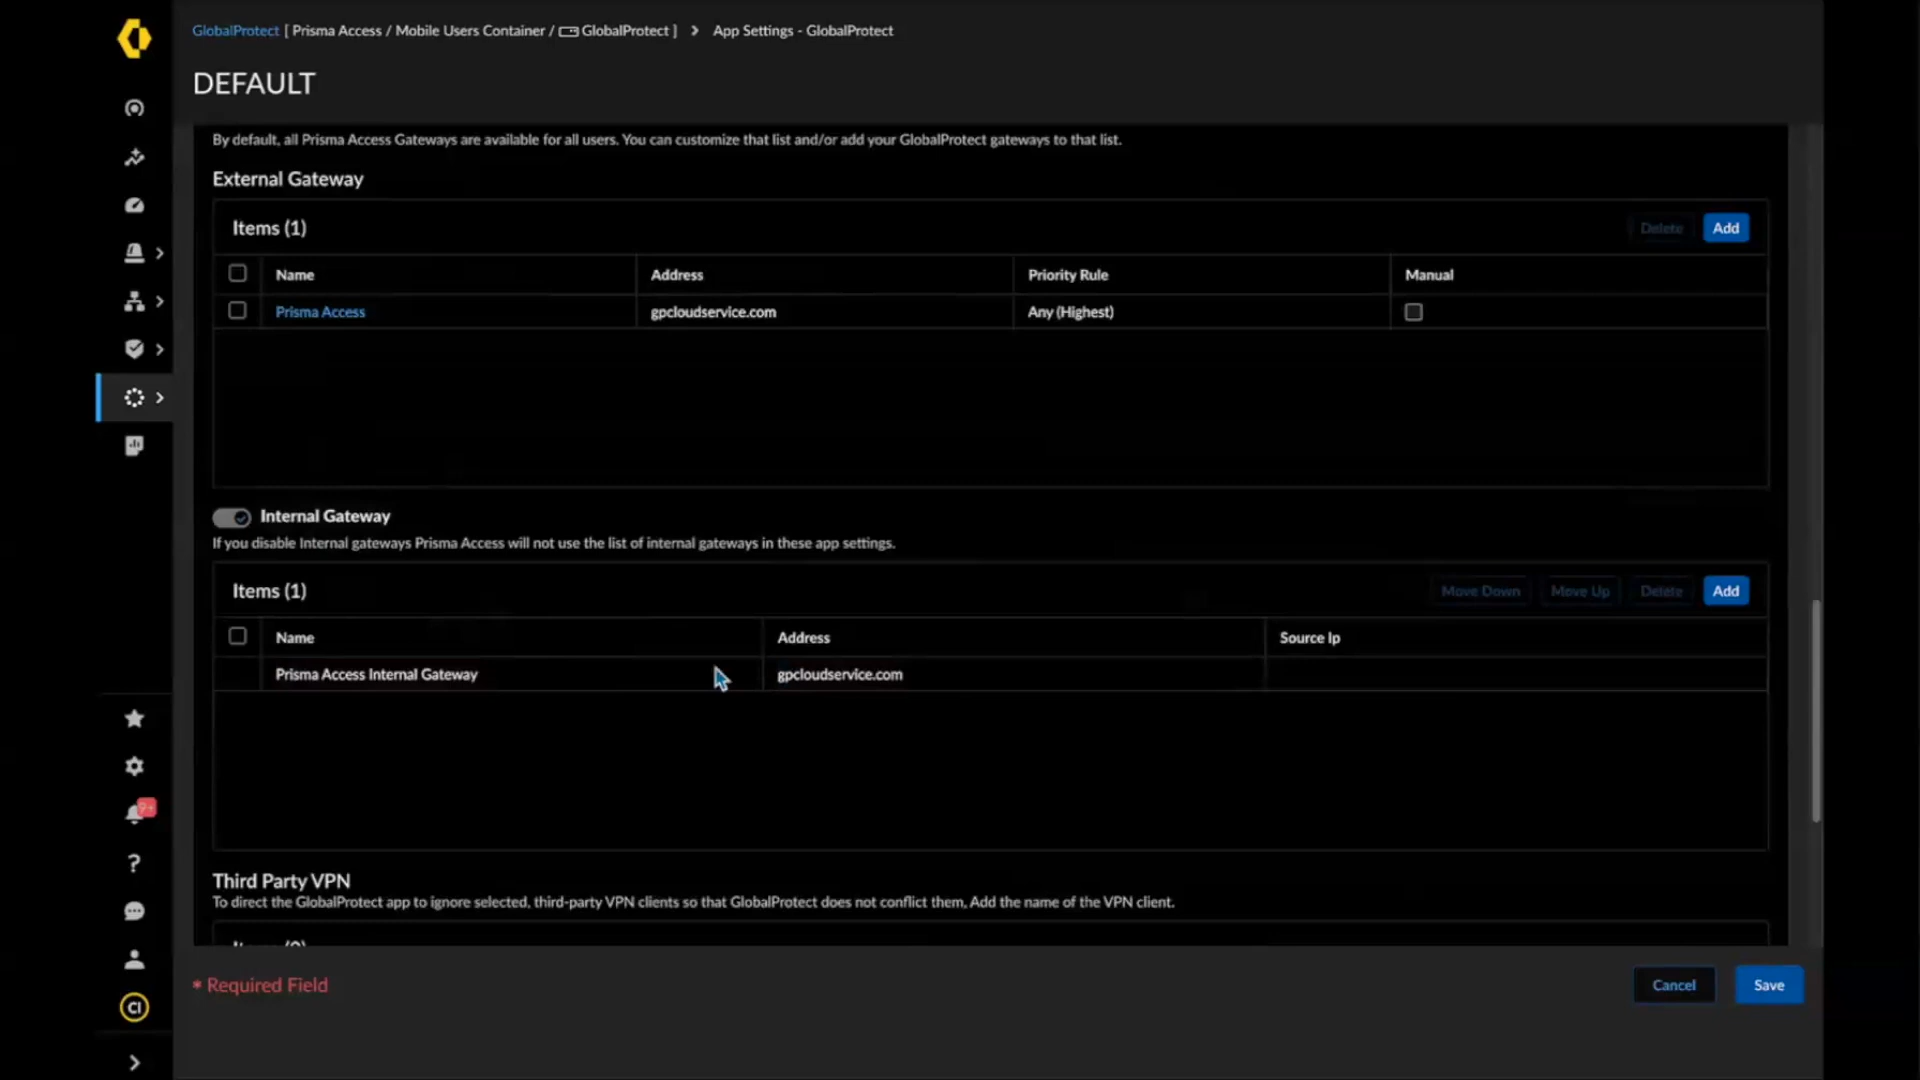 GlobalProtect [ Prisma Access / Mobile Users Container / GlobalProtect ] > App Settings - GlobalProtect
DEFAULT
By default, all Prisma Access Gateways are available for all users. You can customize that list and/or add your GlobalProtect gateways to that list.
External Gateway
Items (1) Delete Add
Name Address Priority Rule Manual
Prisma Access gpcloudservice.com Any (Highest)
Internal Gateway
If you disable Internal gateways Prisma Access will not use the list of internal gateways in these app settings.
Items (1) Move Down Move Up Delete Add
Name Address Source Ip
Prisma Access Internal Gateway gpcloudservice.com
9+
Third Party VPN
To direct the GlobalProtect app to ignore selected, third-party VPN clients so that GlobalProtect does not conflict them, Add the name of the VPN client.
Items (0)
* Required Field Cancel Save
CI